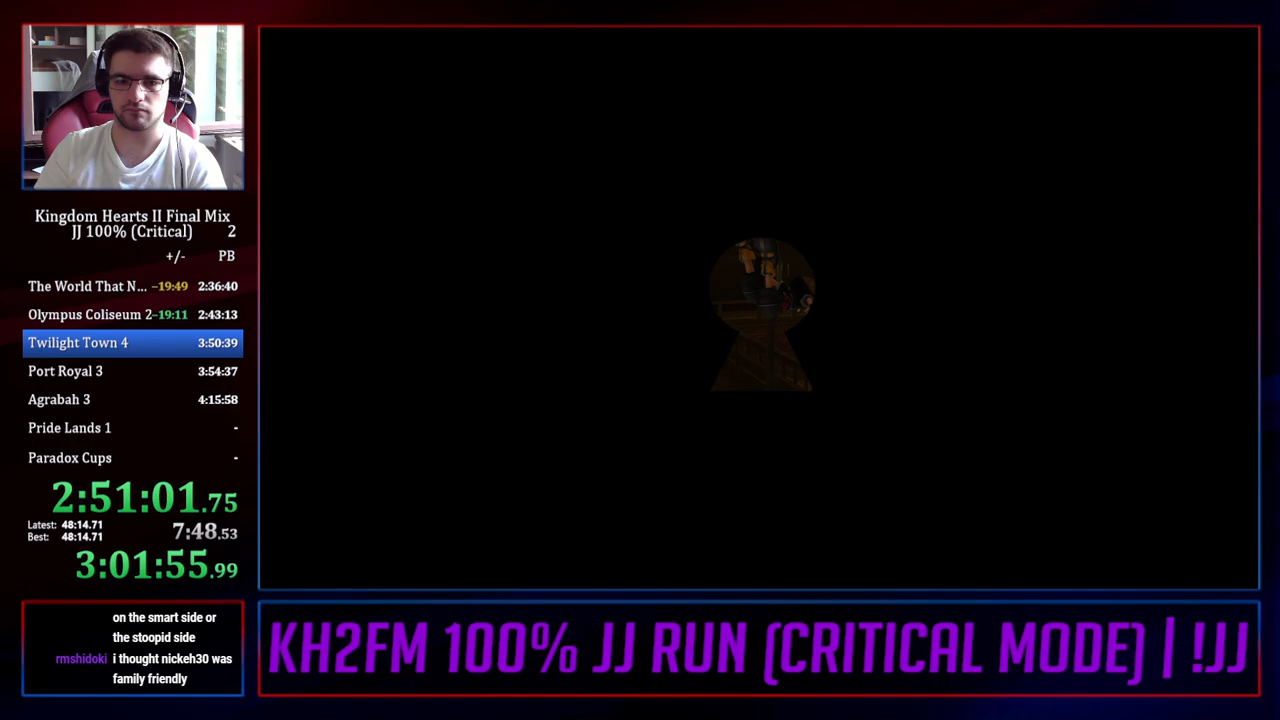 Kingdom Hearts II Final Mix
JJ 100% (Critical) 2
+/- PB
The World That N... −19:49 2:36:40
Olympus Coliseum 2 −19:11 2:43:13
Twilight Town 4 3:50:39
Port Royal 3 3:54:37
Agrabah 3 4:15:58
Pride Lands 1 -
Paradox Cups -
2:51:01.75
Latest: 48:14.71
Best: 48:14.71
7:48.53
3:01:55.99
on the smart side or
the stoopid side
rmshidoki i thought nickeh30 was
family friendly
KH2FM 100% JJ RUN (CRITICAL MODE) | !JJ